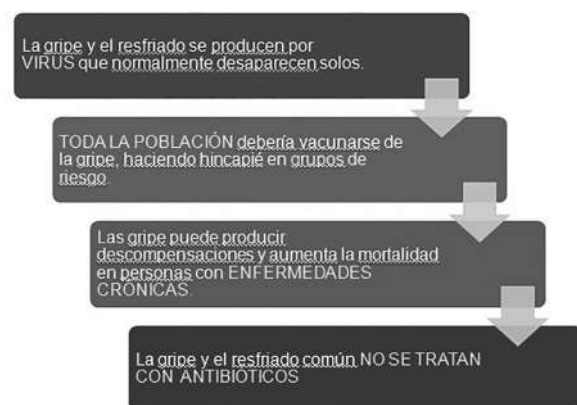 La gripe y el resfriado se producen por
VIRUS que normalmente desaparecen solos.
TODA LA POBLACIÓN debería vacunarse de
la gripe, haciendo hincapié en grupos de
riesgo.
Las gripe puede producir
descompensaciones y aumenta la mortalidad
en personas con ENFERMEDADES
CRÓNICAS.
La gripe y el resfriado común NO SE TRATAN
CON ANTIBIÓTICOS